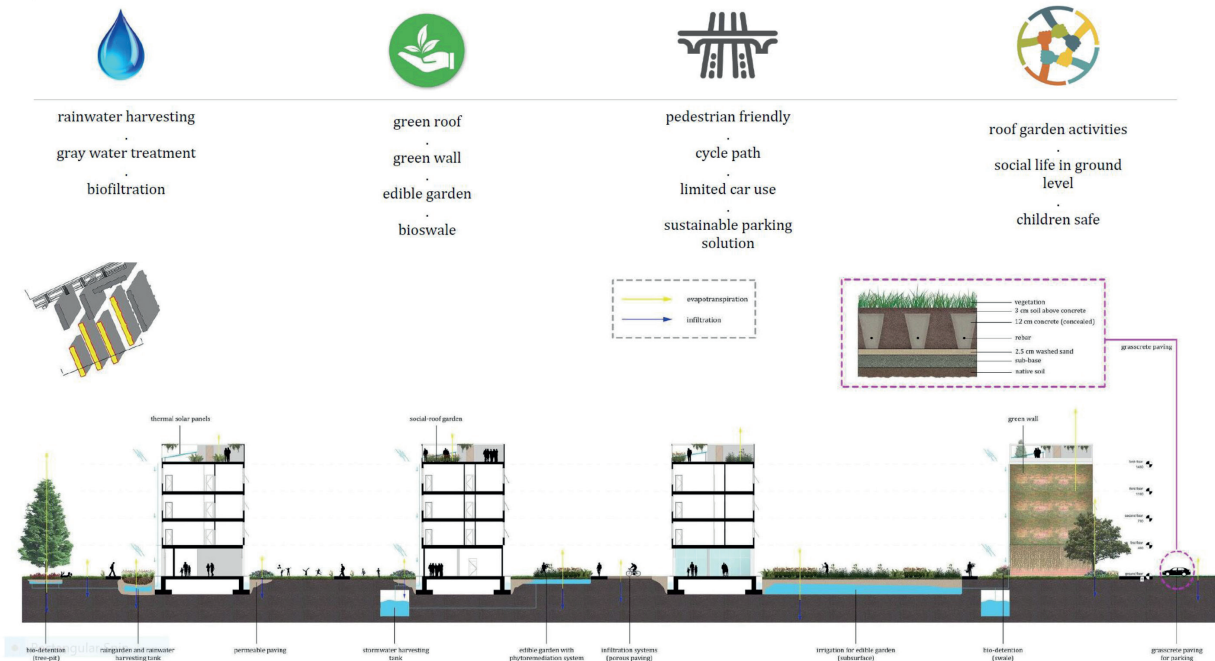 rainwater harvesting
.
gray water treatment
.
biofiltration
green roof
.
green wall
.
edible garden
.
bioswale
pedestrian friendly
.
cycle path
.
limited car use
.
sustainable parking
solution
roof garden activities
.
social life in ground
level
.
children safe
evapotranspiration
infiltration
vegetation
3 cm soil above concrete
12 cm concrete (concealed)
rebar
2.5 cm washed sand
sub-base
native soil
grasscrete paving
thermal solar panels
social-roof garden
green wall
bio-detention
(tree-pit)
raingarden and rainwater
harvesting tank
permeable paving
stormwater harvesting
tank
edible garden with
phytoremediation system
infiltration systems
(porous paving)
irrigation for edible garden
(subsurface)
bio-detention
(swale)
grasscrete paving
for parking